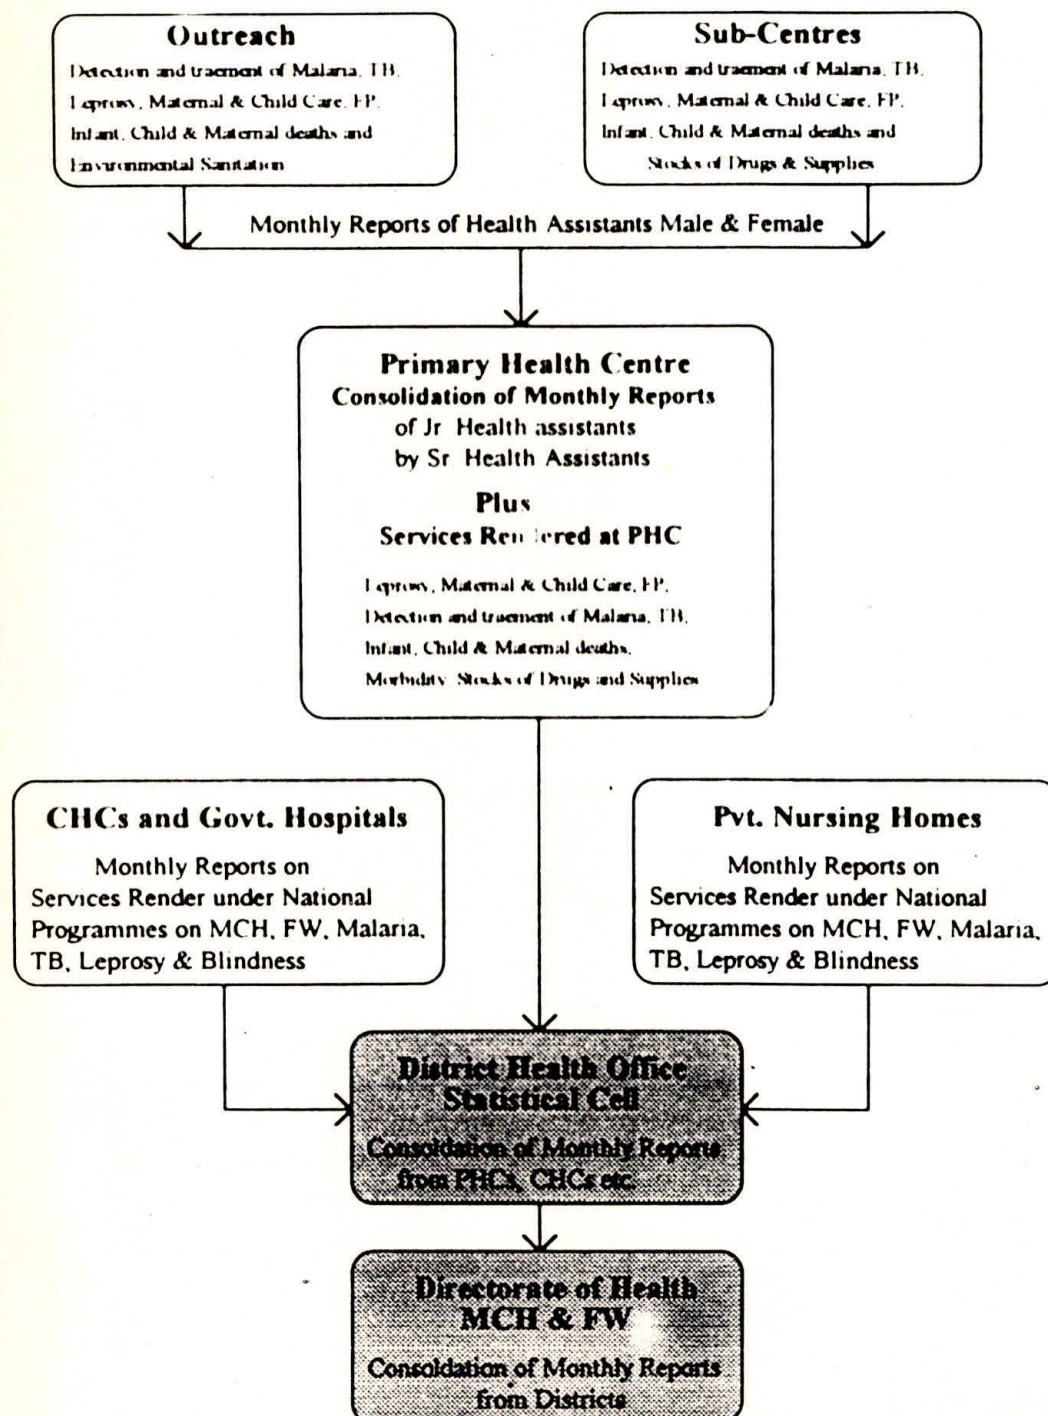 Outreach
Detection and traement of Malaria, TB,
Leprosy, Maternal & Child Care, FP,
Infant, Child & Maternal deaths and
Environmental Sanitation
Sub-Centres
Detection and traement of Malaria, TB,
Leprosy, Maternal & Child Care, FP,
Infant, Child & Maternal deaths and
Stocks of Drugs & Supplies
Monthly Reports of Health Assistants Male & Female
Primary Health Centre
Consolidation of Monthly Reports
of Jr Health assistants
by Sr Health Assistants
Plus
Services Rendered at PHC
Leprosy, Maternal & Child Care, FP,
Detection and traement of Malaria, TB,
Infant, Child & Maternal deaths,
Morbidity Stocks of Drugs and Supplies
CHCs and Govt. Hospitals
Monthly Reports on
Services Render under National
Programmes on MCH, FW, Malaria,
TB, Leprosy & Blindness
Pvt. Nursing Homes
Monthly Reports on
Services Render under National
Programmes on MCH, FW, Malaria,
TB, Leprosy & Blindness
District Health Office
Statistical Cell
Consoldation of Monthly Reports
from PHCs, CHCs etc.
Directorate of Health
MCH & FW
Consoldation of Monthly Reports
from Districts